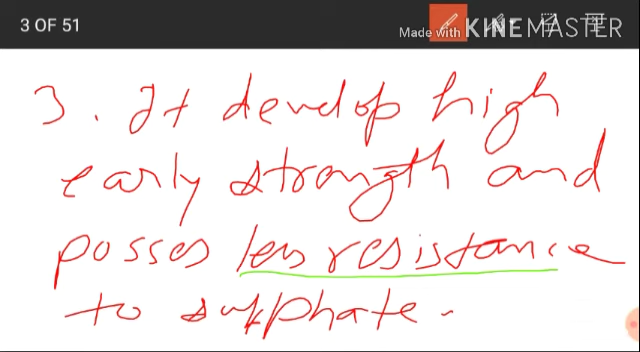 3 OF 51
Made with KINEMASTER
3. It develop high
early strength and
posses less resistance
to sulphate.